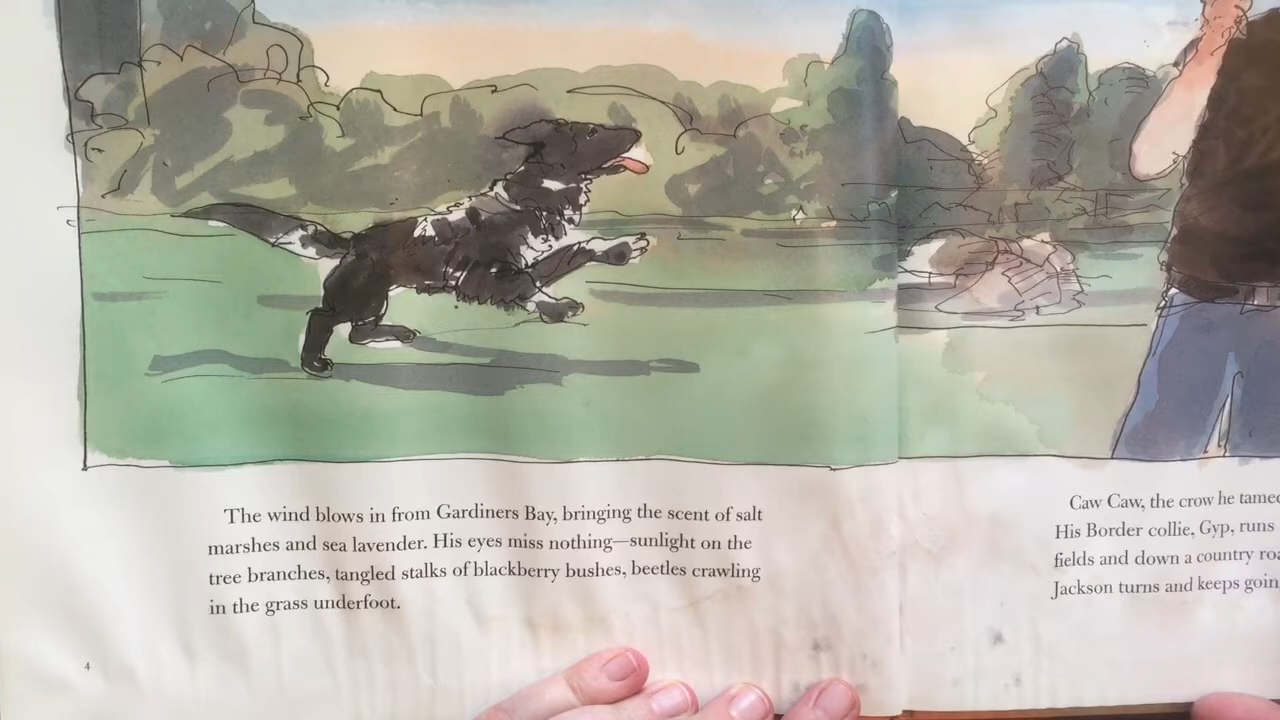 The wind blows in from Gardiners Bay, bringing the scent of salt
marshes and sea lavender. His eyes miss nothing—sunlight on the
tree branches, tangled stalks of blackberry bushes, beetles crawling
in the grass underfoot.
4
Caw Caw, the crow he tamed
His Border collie, Gyp, runs
fields and down a country
Jackson turns and keeps